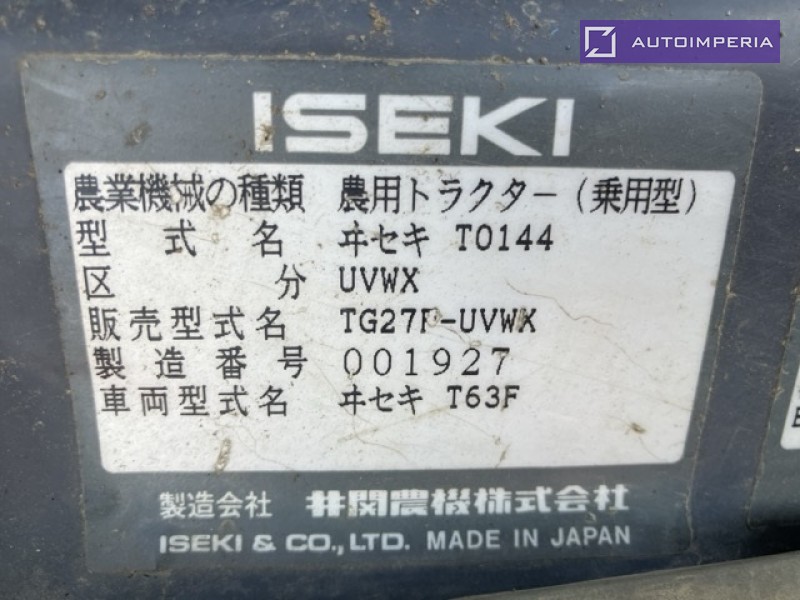 AUTOIMPERIA
ISEKI
農業機械の種類 農用トラクター(乗用型)
型式名 ヰセキ T0144
区分 UVWX
販売型式名 TG27F-UVWX
製造番号 001927
車両型式名 ヰセキ T63F
製造会社 井関農機株式会社
ISEKI & CO.,LTD. MADE IN JAPAN